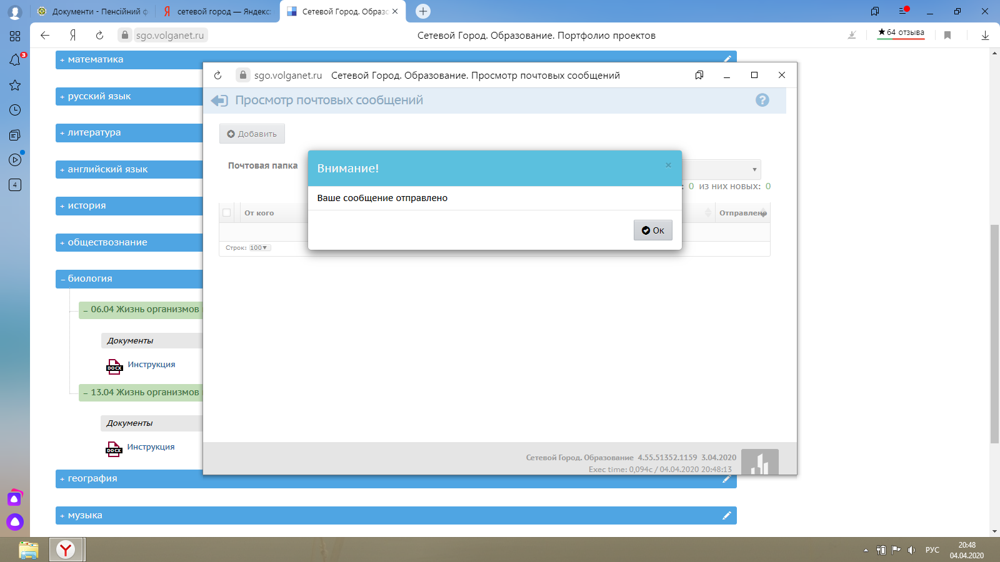 Документи - Пенсійний ф
сетевой город — Яндекс:
Сетевой Город. Образо
sgo.volganet.ru
Сетевой Город. Образование. Портфолио проектов
★64 отзыва
3
4
+ математика
+ русский язык
+ литература
+ английский язык
+ история
+ обществознание
– биология
– 06.04 Жизнь организмов
Документы
DOCX Инструкция
– 13.04 Жизнь организмов
Документы
DOCX Инструкция
+ география
+ музыка
sgo.volganet.ru Сетевой Город. Образование. Просмотр почтовых сообщений
Просмотр почтовых сообщений
?
Добавить
Почтовая папка
: 0 из них новых: 0
От кого
Отправлено
Строк: 100
Внимание!
×
Ваше сообщение отправлено
Ок
Сетевой Город. Образование 4.55.51352.1159 3.04.2020
Exec time: 0,094с / 04.04.2020 20:48:13
РУС
20:48
04.04.2020